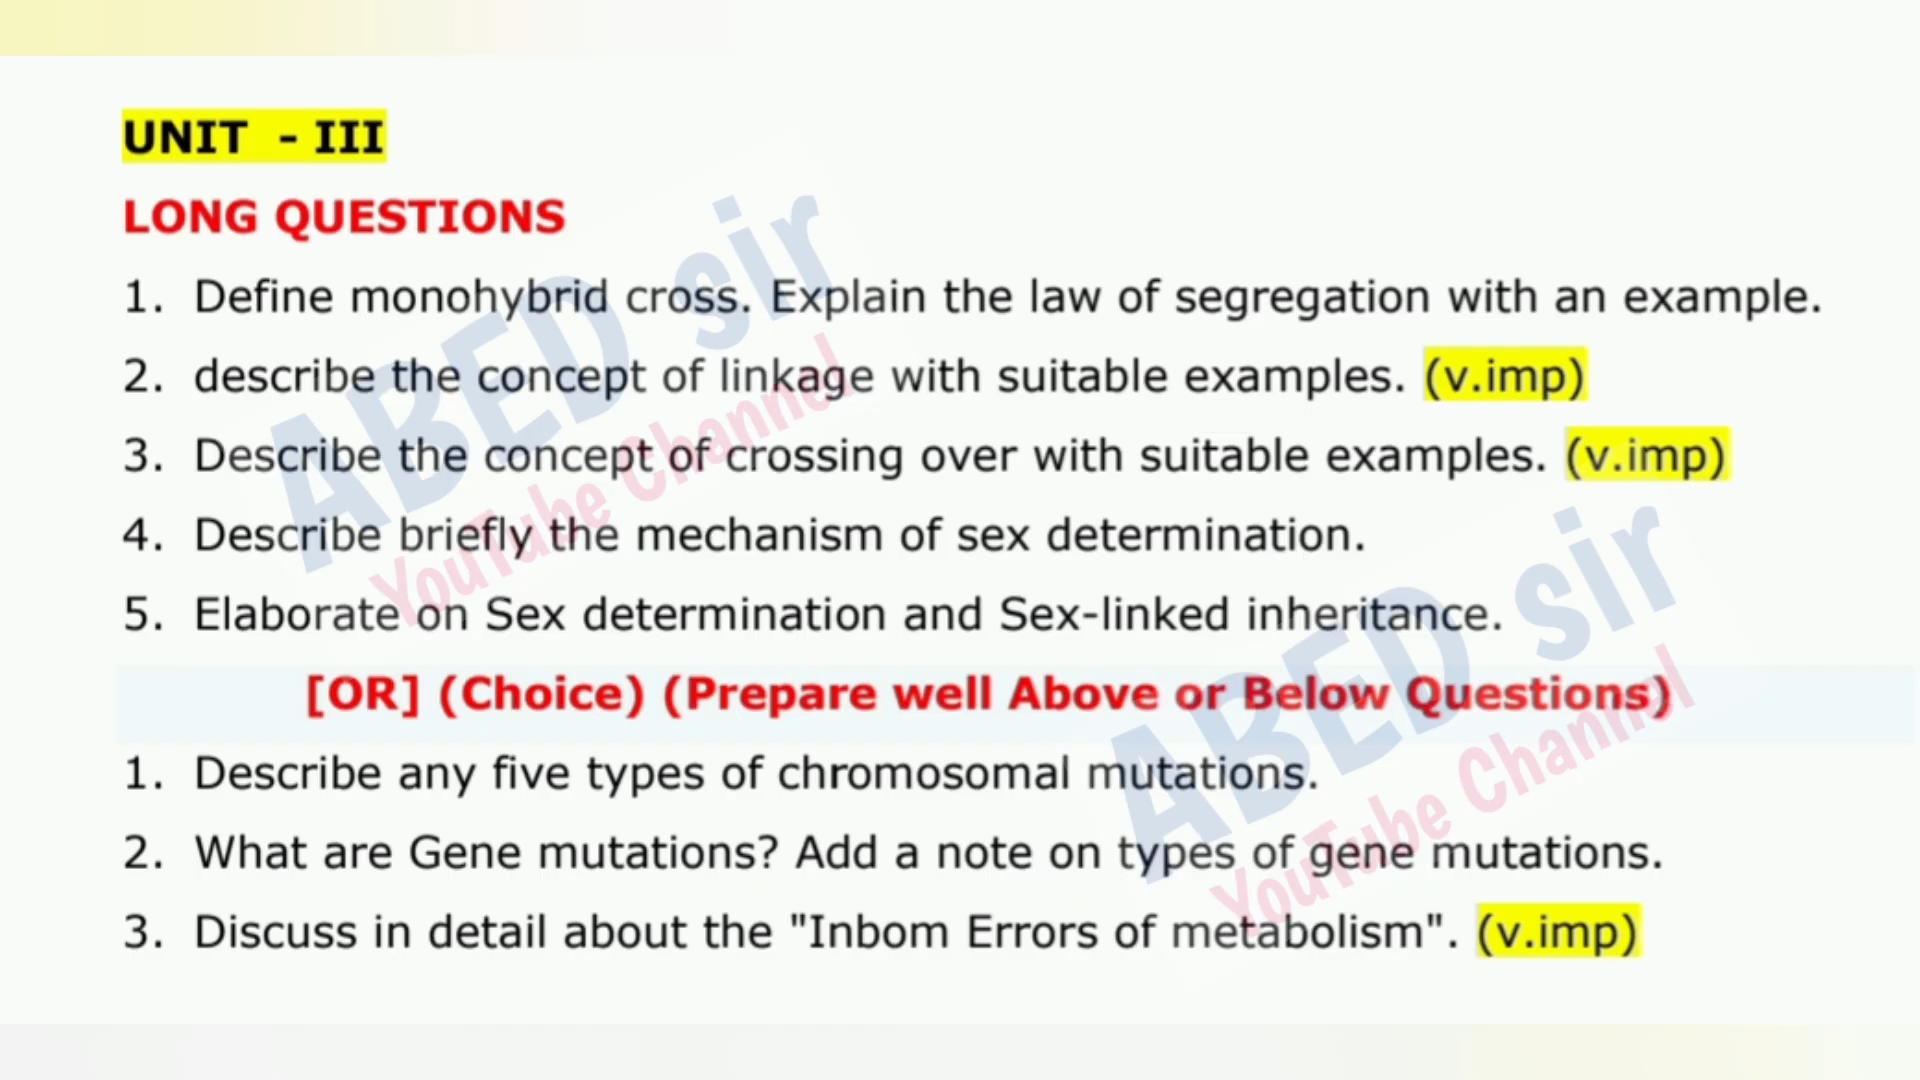 UNIT - III
LONG QUESTIONS
1. Define monohybrid cross. Explain the law of segregation with an example.
2. describe the concept of linkage with suitable examples. (v.imp)
3. Describe the concept of crossing over with suitable examples. (v.imp)
4. Describe briefly the mechanism of sex determination.
5. Elaborate on Sex determination and Sex-linked inheritance.
[OR] (Choice) (Prepare well Above or Below Questions)
1. Describe any five types of chromosomal mutations.
2. What are Gene mutations? Add a note on types of gene mutations.
3. Discuss in detail about the "Inbom Errors of metabolism". (v.imp)
ABED sir
YouTube Channel
ABED sir
YouTube Channel